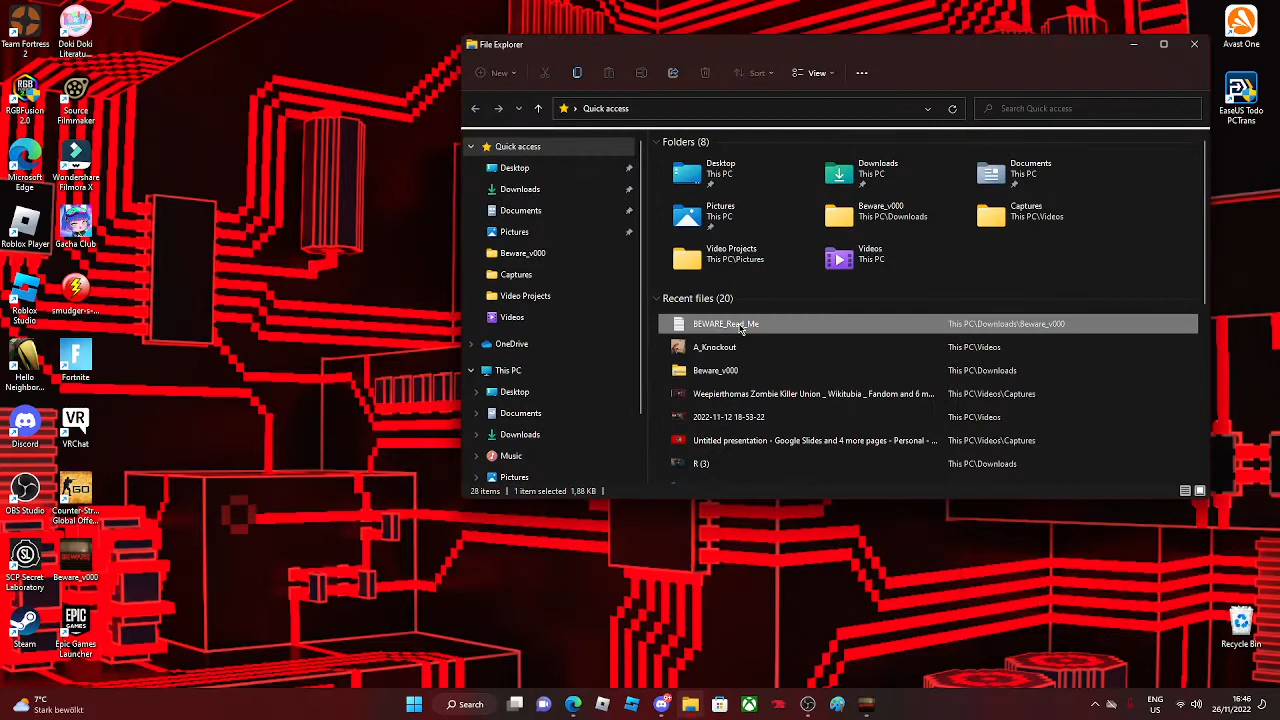 Team Fortress
2
Doki Doki
Literatu...
RGBFusion
2.0
Source
Filmmaker
Microsoft
Edge
Wondershare
Filmora X
Roblox Player
Gacha Club
Roblox
Studio
smudger-s-...
Hello
Neighbor...
Fortnite
Discord
VR
VRChat
OBS Studio
GO
Counter-Str...
Global Offe...
SCP Secret
Laboratory
BEWARE
Beware_v000
Steam
EPIC
GAMES
Epic Games
Launcher
File Explorer
New
Sort
View
Quick access
Search Quick access
Quick access
Desktop
Downloads
Documents
Pictures
Beware_v000
Captures
Video Projects
Videos
OneDrive
This PC
Desktop
Documents
Downloads
Music
Pictures
Folders (8)
Desktop
This PC
Downloads
This PC
Documents
This PC
Pictures
This PC
Beware_v000
This PC\Downloads
Captures
This PC\Videos
Video Projects
This PC\Pictures
Videos
This PC
Recent files (20)
BEWARE_Read_Me This PC\Downloads\Beware_v000
A_Knockout This PC\Videos
Beware_v000 This PC\Downloads
Weepierthomas Zombie Killer Union _ Wikitubia _ Fandom and 6 m... This PC\Videos\Captures
2022-11-12 18-53-22 This PC\Videos
Untitled presentation - Google Slides and 4 more pages - Personal - ... This PC\Videos\Captures
R (3) This PC\Downloads
28 items 1 item selected 1,88 KB
Avast One
EaseUS Todo
PCTrans
Recycle Bin
7°C
Stark bewölkt
Search
ENG
US
16:46
26/11/2022